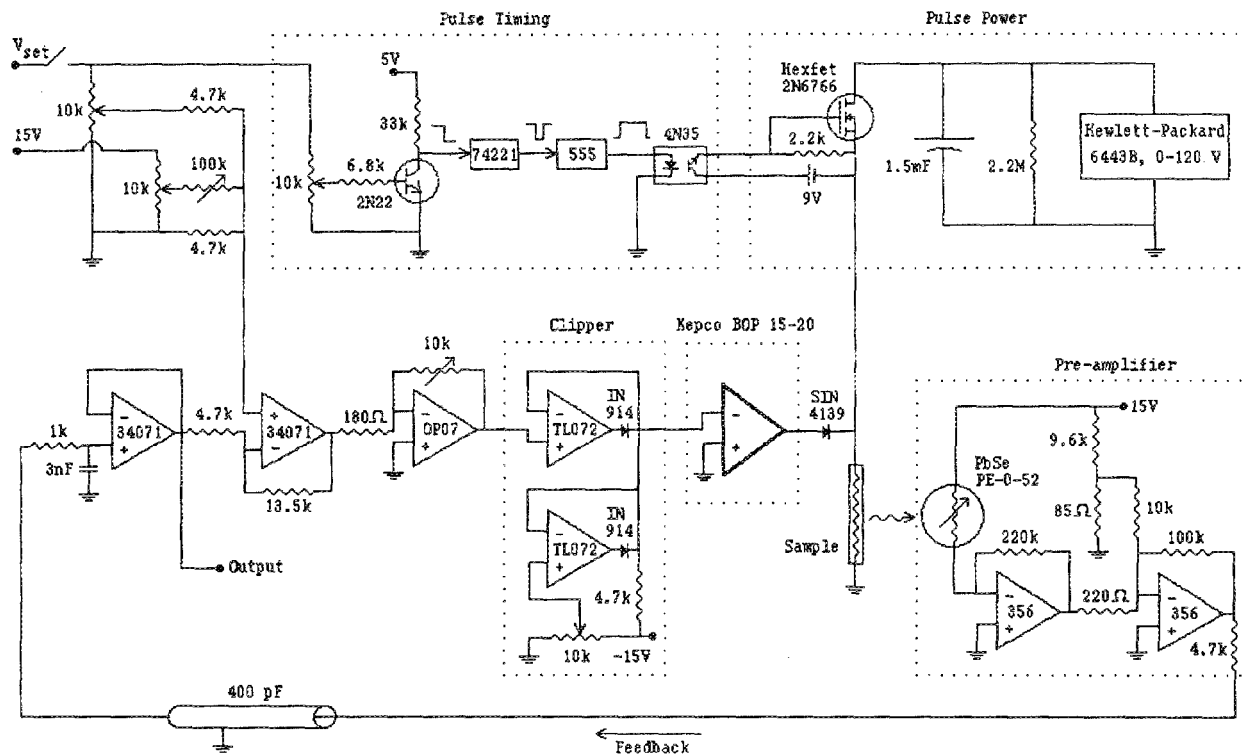 Pulse Timing
Pulse Power
Vset
5V
Hexfet
2N6766
10k
4.7k
33k
15V
100k
10k
4.7k
10k
6.8k
2N22
74221
555
4N35
2.2k
9V
1.5mF
2.2M
Hewlett-Packard
6443B, 0-120 V
Clipper
Kepco BOP 15-20
Pre-amplifier
1k
3nF
-
+
34071
4.7k
+
-
34071
13.5k
180Ω
10k
-
+
OP07
-
+
TL072
IN
914
-
+
TL072
IN
914
4.7k
10k
-15V
-
+
SIN
4139
Sample
15V
9.6k
PbSe
PE-0-52
85Ω
10k
220k
100k
-
+
356
220Ω
-
+
356
4.7k
Output
400 pF
Feedback